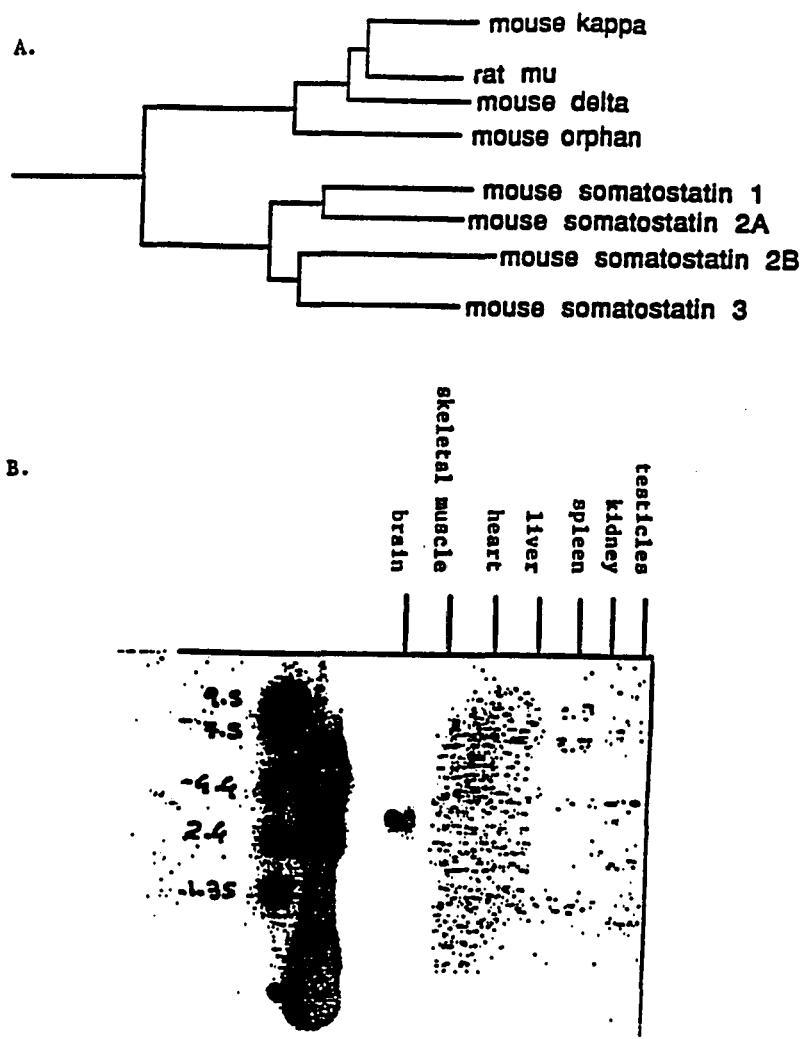 A.
mouse kappa
rat mu
mouse delta
mouse orphan
mouse somatostatin 1
mouse somatostatin 2A
mouse somatostatin 2B
mouse somatostatin 3
B.
brain
skeletal muscle
heart
liver
spleen
kidney
testicles
9.5
7.5
4.4
2.4
1.35